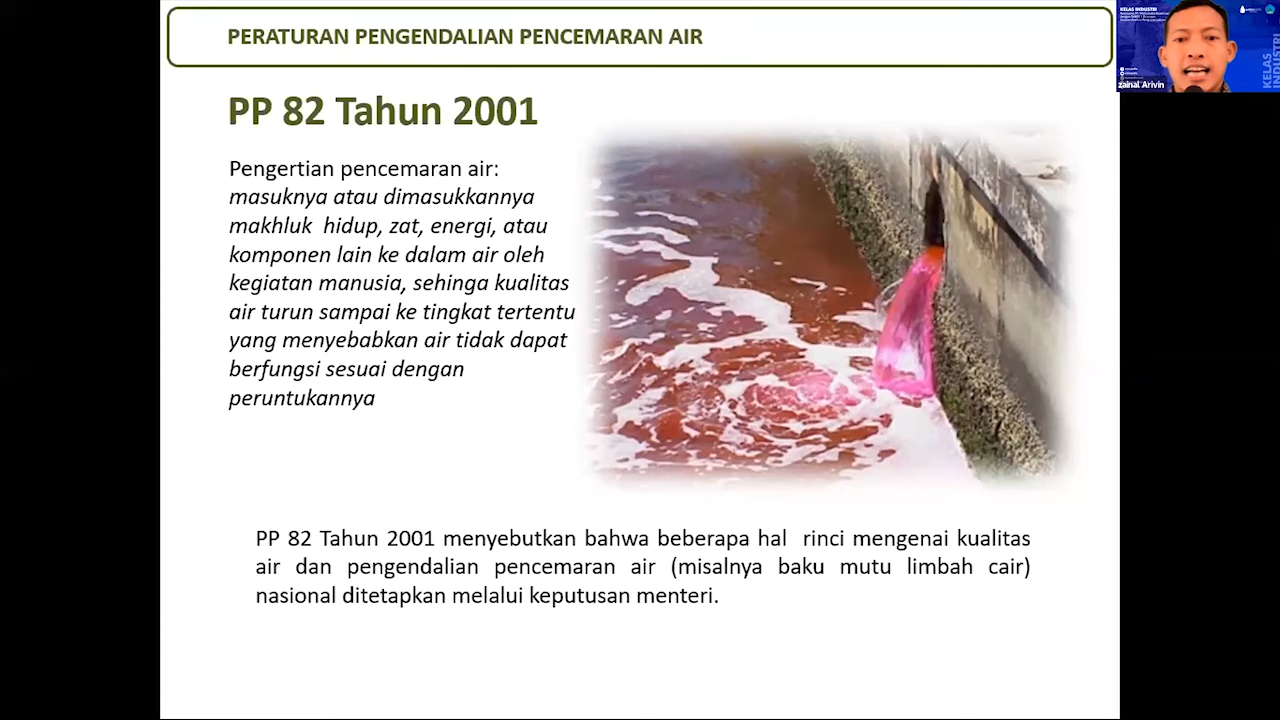 PERATURAN PENGENDALIAN PENCEMARAN AIR
PP 82 Tahun 2001
Pengertian pencemaran air:
masuknya atau dimasukkannya
makhluk hidup, zat, energi, atau
komponen lain ke dalam air oleh
kegiatan manusia, sehinga kualitas
air turun sampai ke tingkat tertentu
yang menyebabkan air tidak dapat
berfungsi sesuai dengan
peruntukannya
PP 82 Tahun 2001 menyebutkan bahwa beberapa hal rinci mengenai kualitas
air dan pengendalian pencemaran air (misalnya baku mutu limbah cair)
nasional ditetapkan melalui keputusan menteri.
KELAS INDUSTRI
KELAS
INDUSTRI
zainal Arivin